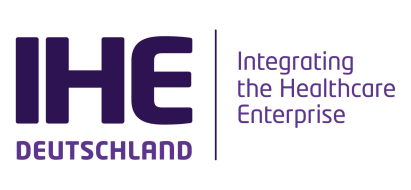 IHE
DEUTSCHLAND
Integrating
the Healthcare
Enterprise